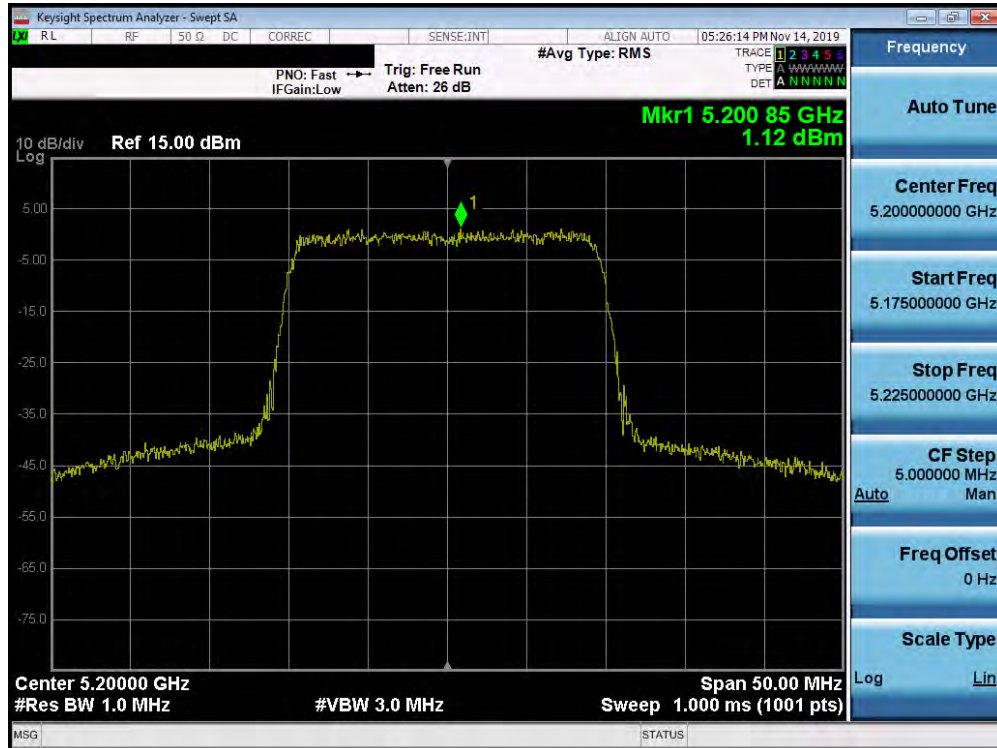 Keysight Spectrum Analyzer - Swept SA
LXI RL RF 50 Ω DC CORREC SENSE:INT ALIGN AUTO 05:26:14 PM Nov 14, 2019
#Avg Type: RMS
TRACE 1 2 3 4 5 6
PNO: Fast Trig: Free Run
TYPE A WWWWW
IFGain:Low Atten: 26 dB
DET A N N N N N
Mkr1 5.200 85 GHz
1.12 dBm
10 dB/div Ref 15.00 dBm
Log
1
5.00
-5.00
-15.0
-25.0
-35.0
-45.0
-55.0
-65.0
-75.0
Center 5.20000 GHz Span 50.00 MHz
#Res BW 1.0 MHz #VBW 3.0 MHz Sweep 1.000 ms (1001 pts)
MSG STATUS
Frequency
Auto Tune
Center Freq
5.200000000 GHz
Start Freq
5.175000000 GHz
Stop Freq
5.225000000 GHz
CF Step
5.000000 MHz
Auto Man
Freq Offset
0 Hz
Scale Type
Log Lin